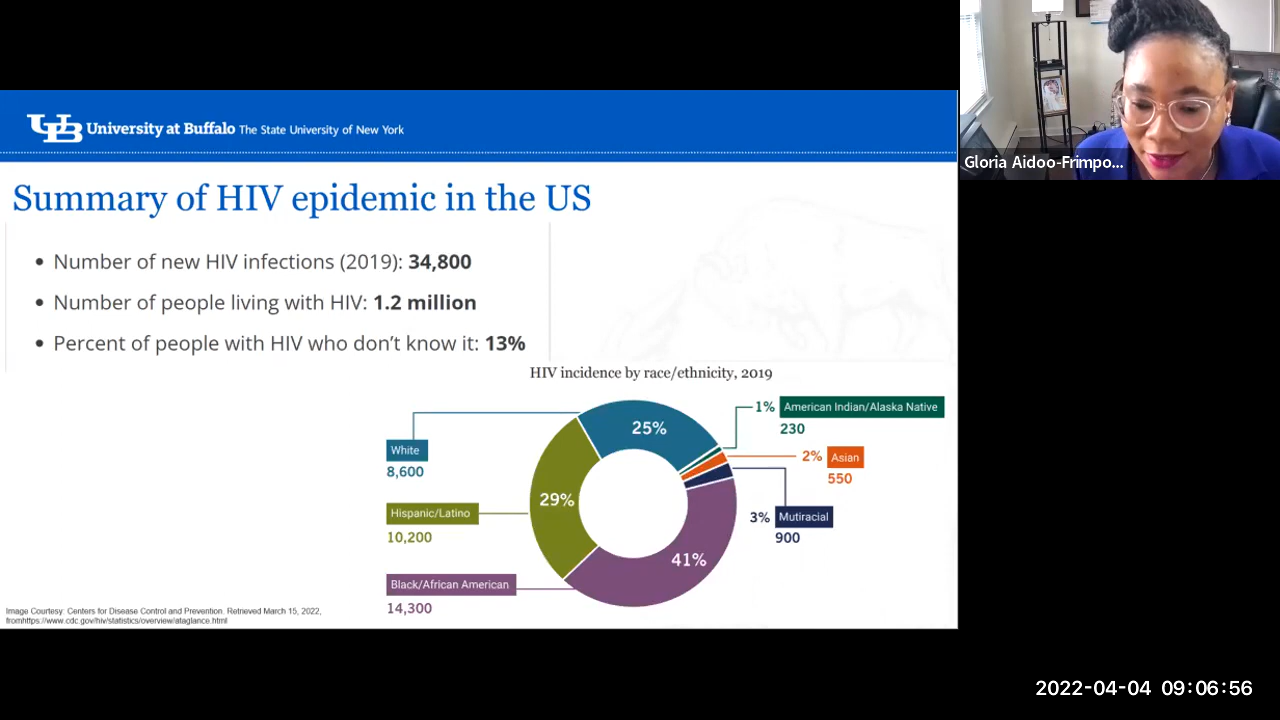 UB University at Buffalo The State University of New York
Gloria Aidoo-Frimpo...
Summary of HIV epidemic in the US
• Number of new HIV infections (2019): 34,800
• Number of people living with HIV: 1.2 million
• Percent of people with HIV who don't know it: 13%
HIV incidence by race/ethnicity, 2019
1% American Indian/Alaska Native
230
25%
White
8,600
2% Asian
550
29%
Hispanic/Latino
10,200
3% Mutiracial
900
41%
Black/African American
14,300
Image Courtesy: Centers for Disease Control and Prevention. Retrieved March 15, 2022,
fromhttps://www.cdc.gov/hiv/statistics/overview/ataglance.html
2022-04-04 09:06:56